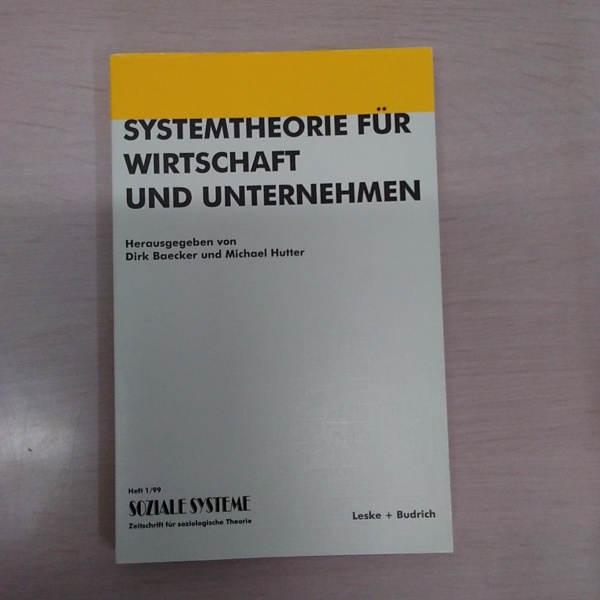 SYSTEMTHEORIE FÜR
WIRTSCHAFT
UND UNTERNEHMEN
Herausgegeben von
Dirk Baecker und Michael Hutter
Heft 1/99
SOZIALE SYSTEME
Zeitschrift für soziologische Theorie
Leske + Budrich